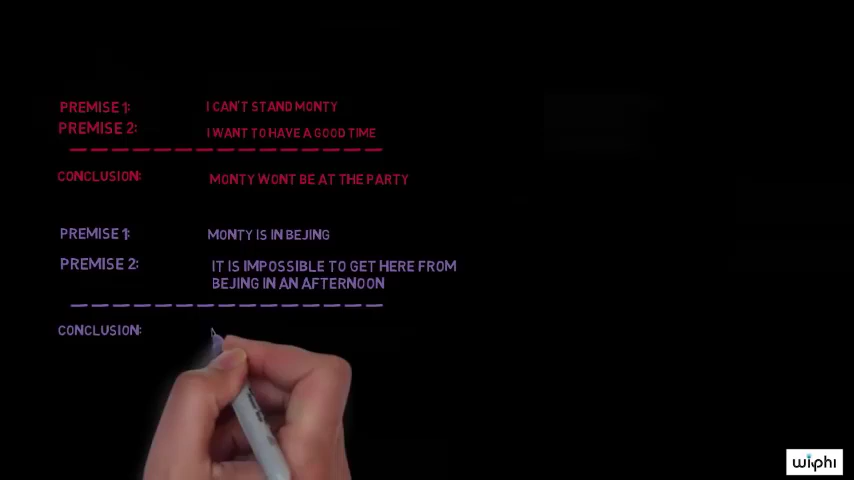 PREMISE 1: I CAN'T STAND MONTY
PREMISE 2: I WANT TO HAVE A GOOD TIME
CONCLUSION: MONTY WONT BE AT THE PARTY
PREMISE 1: MONTY IS IN BEJING
PREMISE 2: IT IS IMPOSSIBLE TO GET HERE FROM
BEJING IN AN AFTERNOON
CONCLUSION:
wiphi